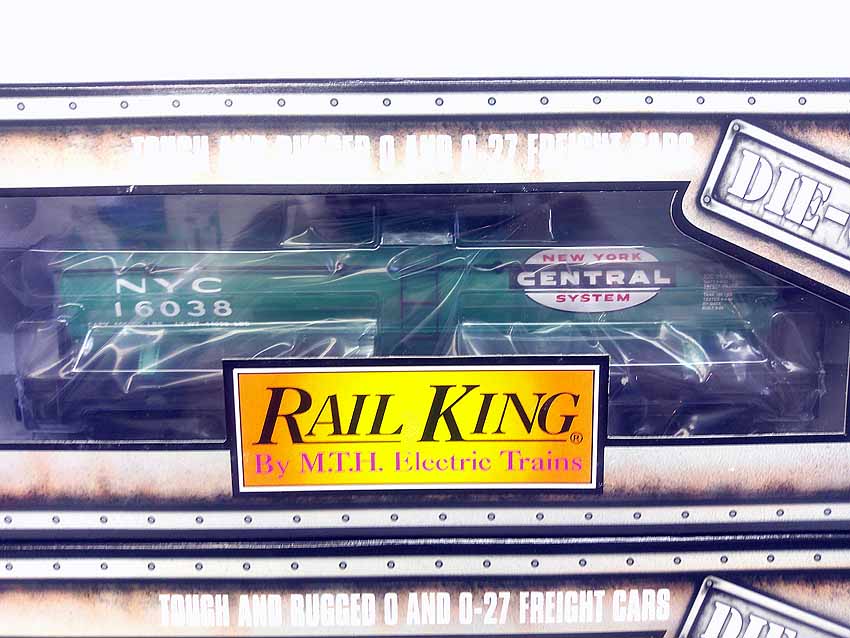 TOUGH AND RUGGED O AND O-27 FREIGHT CARS
DIE-
NYC
16038
NEW YORK
CENTRAL
SYSTEM
RAIL KING®
By M.T.H. Electric Trains
TOUGH AND RUGGED O AND O-27 FREIGHT CARS
DIE